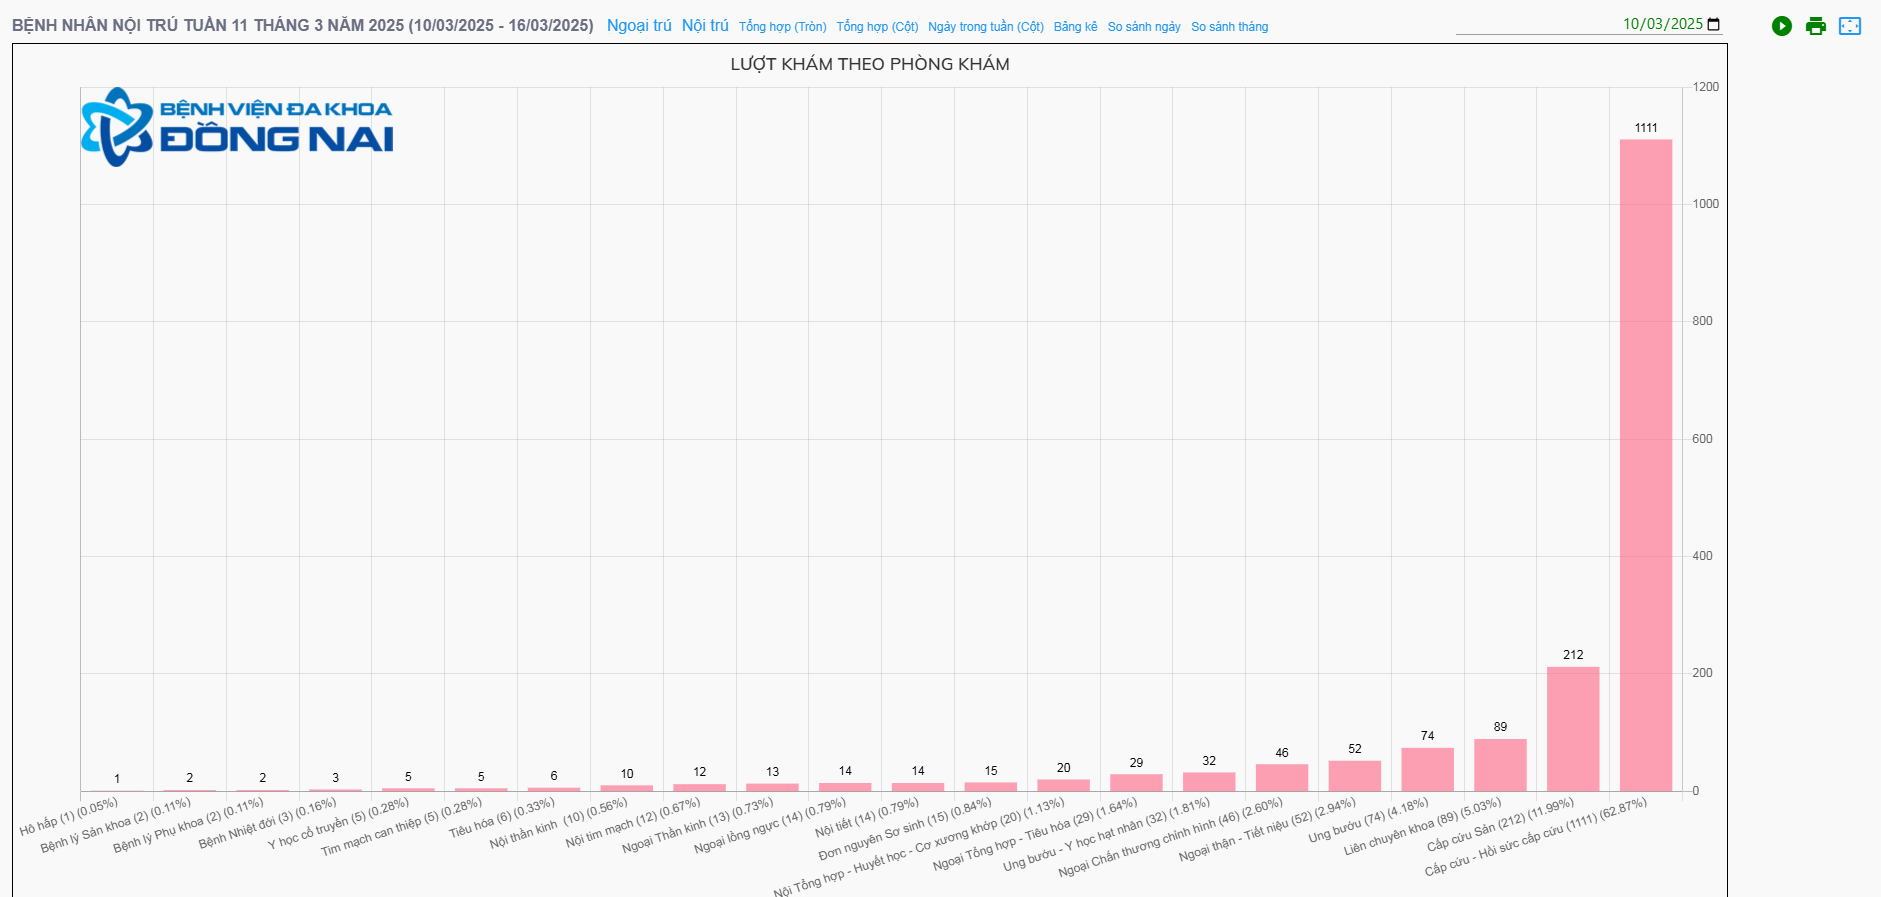 BỆNH NHÂN NỘI TRÚ TUẦN 11 THÁNG 3 NĂM 2025 (10/03/2025 - 16/03/2025) Ngoại trú Nội trú Tổng hợp (Tròn) Tổng hợp (Cột) Ngày trong tuần (Cột) Bảng kê So sánh ngày So sánh tháng 10/03/2025
LƯỢT KHÁM THEO PHÒNG KHÁM
BỆNH VIỆN ĐA KHOA
ĐỒNG NAI
1200
1000
800
600
400
200
0
1
2
2
3
5
5
6
10
12
13
14
14
15
20
29
32
46
52
74
89
212
1111
Hô hấp (1) (0.05%)
Bệnh lý Sản khoa (2) (0.11%)
Bệnh lý Phụ khoa (2) (0.11%)
Bệnh Nhiệt đới (3) (0.16%)
Y học cổ truyền (5) (0.28%)
Tim mạch can thiệp (5) (0.28%)
Tiêu hóa (6) (0.33%)
Nội thần kinh (10) (0.56%)
Nội tim mạch (12) (0.67%)
Ngoại Thần kinh (13) (0.73%)
Ngoại lồng ngực (14) (0.79%)
Nội tiết (14) (0.79%)
Đơn nguyên Sơ sinh (15) (0.84%)
Nội Tổng hợp - Huyết học - Cơ xương khớp (20) (1.13%)
Ngoại Tổng hợp - Tiêu hóa (29) (1.64%)
Ung bướu - Y học hạt nhân (32) (1.81%)
Ngoại Chấn thương chỉnh hình (46) (2.60%)
Ngoại thận - Tiết niệu (52) (2.94%)
Ung bướu (74) (4.18%)
Liên chuyên khoa (89) (5.03%)
Cấp cứu Sản (212) (11.99%)
Cấp cứu - Hồi sức cấp cứu (1111) (62.87%)